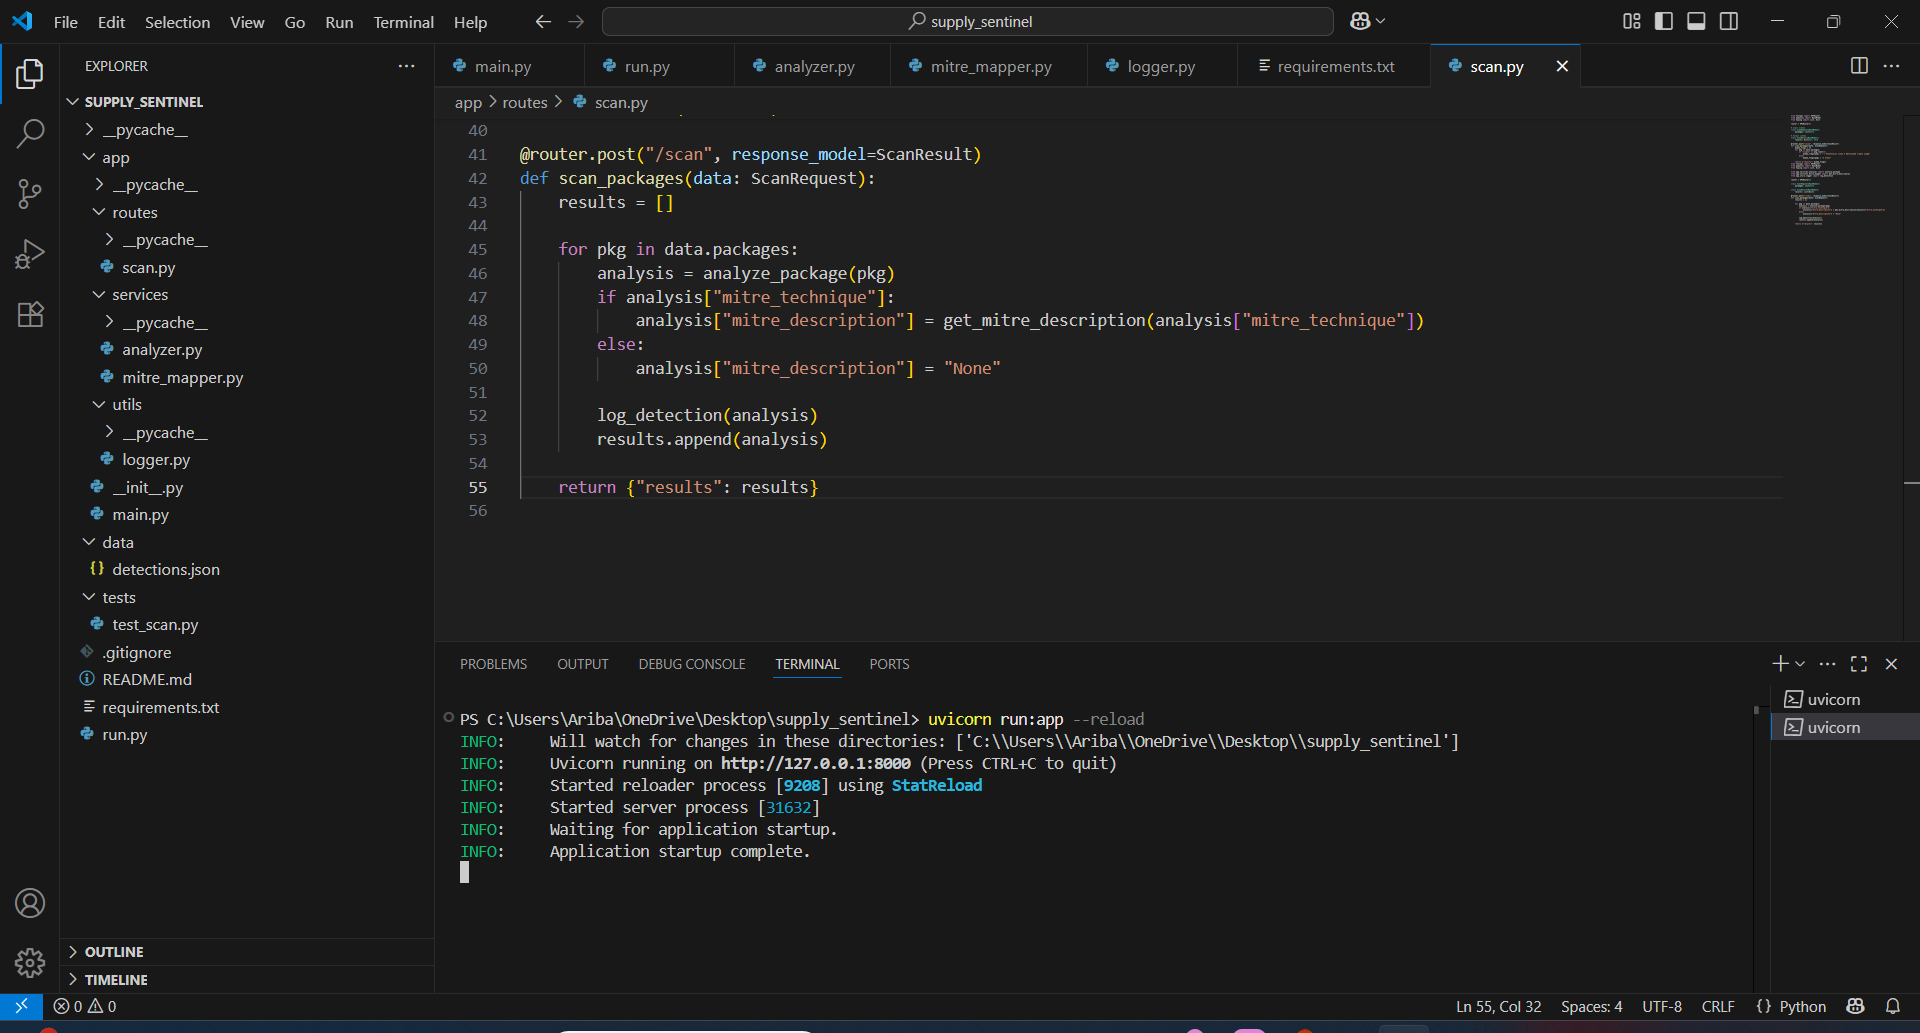 File Edit Selection View Go Run Terminal Help
supply_sentinel
EXPLORER
SUPPLY_SENTINEL
__pycache__
app
__pycache__
routes
__pycache__
scan.py
services
__pycache__
analyzer.py
mitre_mapper.py
utils
__pycache__
logger.py
__init__.py
main.py
data
detections.json
tests
test_scan.py
.gitignore
README.md
requirements.txt
run.py
OUTLINE
TIMELINE
main.py run.py analyzer.py mitre_mapper.py logger.py requirements.txt scan.py
app > routes > scan.py
40
41 @router.post("/scan", response_model=ScanResult)
42 def scan_packages(data: ScanRequest):
43 results = []
44
45 for pkg in data.packages:
46 analysis = analyze_package(pkg)
47 if analysis["mitre_technique"]:
48 analysis["mitre_description"] = get_mitre_description(analysis["mitre_technique"])
49 else:
50 analysis["mitre_description"] = "None"
51
52 log_detection(analysis)
53 results.append(analysis)
54
55 return {"results": results}
56
PROBLEMS OUTPUT DEBUG CONSOLE TERMINAL PORTS
PS C:\Users\Ariba\OneDrive\Desktop\supply_sentinel> uvicorn run:app --reload
INFO: Will watch for changes in these directories: ['C:\\Users\\Ariba\\OneDrive\\Desktop\\supply_sentinel']
INFO: Uvicorn running on http://127.0.0.1:8000 (Press CTRL+C to quit)
INFO: Started reloader process [9208] using StatReload
INFO: Started server process [31632]
INFO: Waiting for application startup.
INFO: Application startup complete.
uvicorn
uvicorn
0 0
Ln 55, Col 32 Spaces: 4 UTF-8 CRLF {} Python